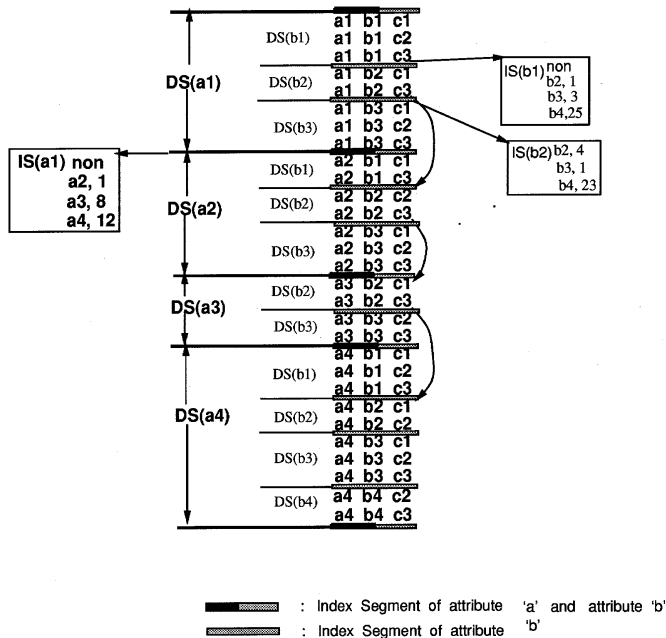 a1 b1 c1
DS(b1) a1 b1 c2
a1 b1 c3
IS(b1) non
b2, 1
b3, 3
b4,25
DS(a1)
DS(b2) a1 b2 c1
a1 b2 c3
a1 b3 c1
DS(b3) a1 b3 c2
a1 b3 c3
IS(b2) b2, 4
b3, 1
b4, 23
IS(a1) non
a2, 1
a3, 8
a4, 12
DS(b1) a2 b1 c1
a2 b1 c3
DS(a2)
DS(b2) a2 b2 c2
a2 b2 c3
a2 b3 c1
DS(b3) a2 b3 c2
a2 b3 c3
DS(b2) a3 b2 c1
a3 b2 c3
DS(a3)
DS(b3) a3 b3 c2
a3 b3 c3
a4 b1 c1
DS(b1) a4 b1 c2
a4 b1 c3
DS(a4)
DS(b2) a4 b2 c1
a4 b2 c2
a4 b3 c1
DS(b3) a4 b3 c2
a4 b3 c3
DS(b4) a4 b4 c2
a4 b4 c3
: Index Segment of attribute 'a' and attribute 'b'
: Index Segment of attribute 'b'